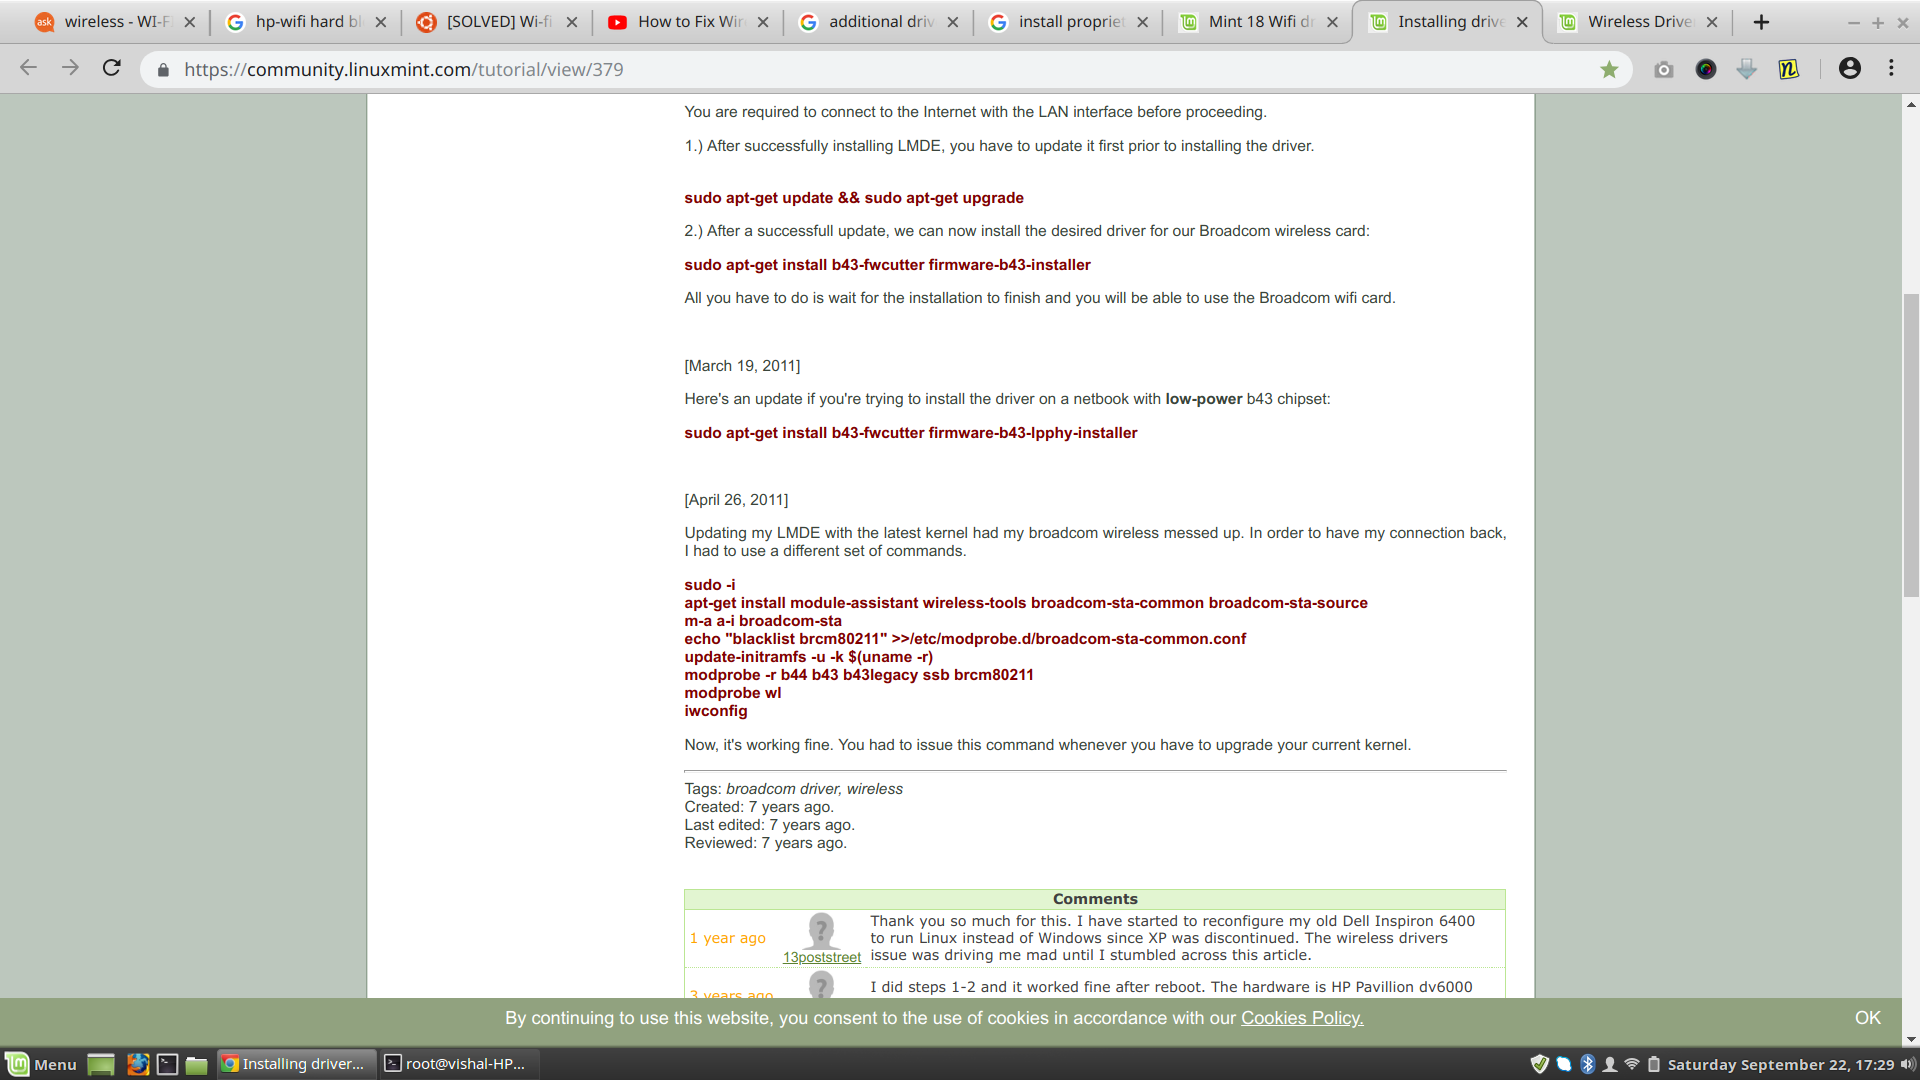 wireless - WI-F
hp-wifi hard bl
[SOLVED] Wi-fi
How to Fix Wir
additional driv
install propriet
Mint 18 Wifi dr
Installing drive
Wireless Drive
https://community.linuxmint.com/tutorial/view/379
You are required to connect to the Internet with the LAN interface before proceeding.
1.) After successfully installing LMDE, you have to update it first prior to installing the driver.
sudo apt-get update && sudo apt-get upgrade
2.) After a successfull update, we can now install the desired driver for our Broadcom wireless card:
sudo apt-get install b43-fwcutter firmware-b43-installer
All you have to do is wait for the installation to finish and you will be able to use the Broadcom wifi card.
[March 19, 2011]
Here's an update if you're trying to install the driver on a netbook with low-power b43 chipset:
sudo apt-get install b43-fwcutter firmware-b43-lpphy-installer
[April 26, 2011]
Updating my LMDE with the latest kernel had my broadcom wireless messed up. In order to have my connection back,
I had to use a different set of commands.
sudo -i
apt-get install module-assistant wireless-tools broadcom-sta-common broadcom-sta-source
m-a a-i broadcom-sta
echo "blacklist brcm80211" >>/etc/modprobe.d/broadcom-sta-common.conf
update-initramfs -u -k $(uname -r)
modprobe -r b44 b43 b43legacy ssb brcm80211
modprobe wl
iwconfig
Now, it's working fine. You had to issue this command whenever you have to upgrade your current kernel.
Tags: broadcom driver, wireless
Created: 7 years ago.
Last edited: 7 years ago.
Reviewed: 7 years ago.
Comments
1 year ago
13poststreet
Thank you so much for this. I have started to reconfigure my old Dell Inspiron 6400
to run Linux instead of Windows since XP was discontinued. The wireless drivers
issue was driving me mad until I stumbled across this article.
3 years ago
I did steps 1-2 and it worked fine after reboot. The hardware is HP Pavillion dv6000
By continuing to use this website, you consent to the use of cookies in accordance with our Cookies Policy.
OK
Menu
Installing driver...
root@vishal-HP...
Saturday September 22, 17:29